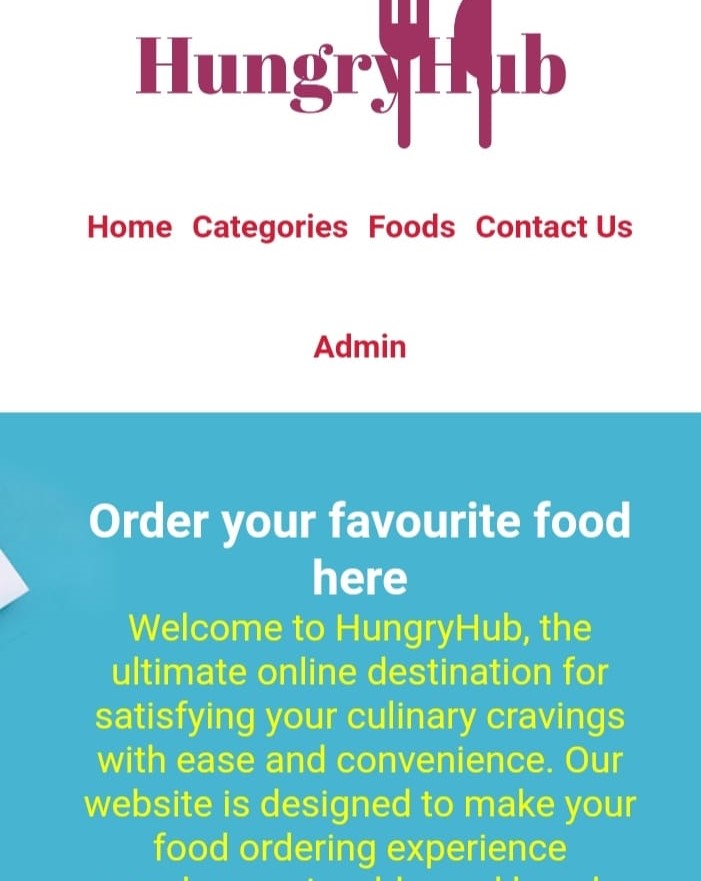 HungryHub
Home Categories Foods Contact Us
Admin
Order your favourite food
here
Welcome to HungryHub, the
ultimate online destination for
satisfying your culinary cravings
with ease and convenience. Our
website is designed to make your
food ordering experience